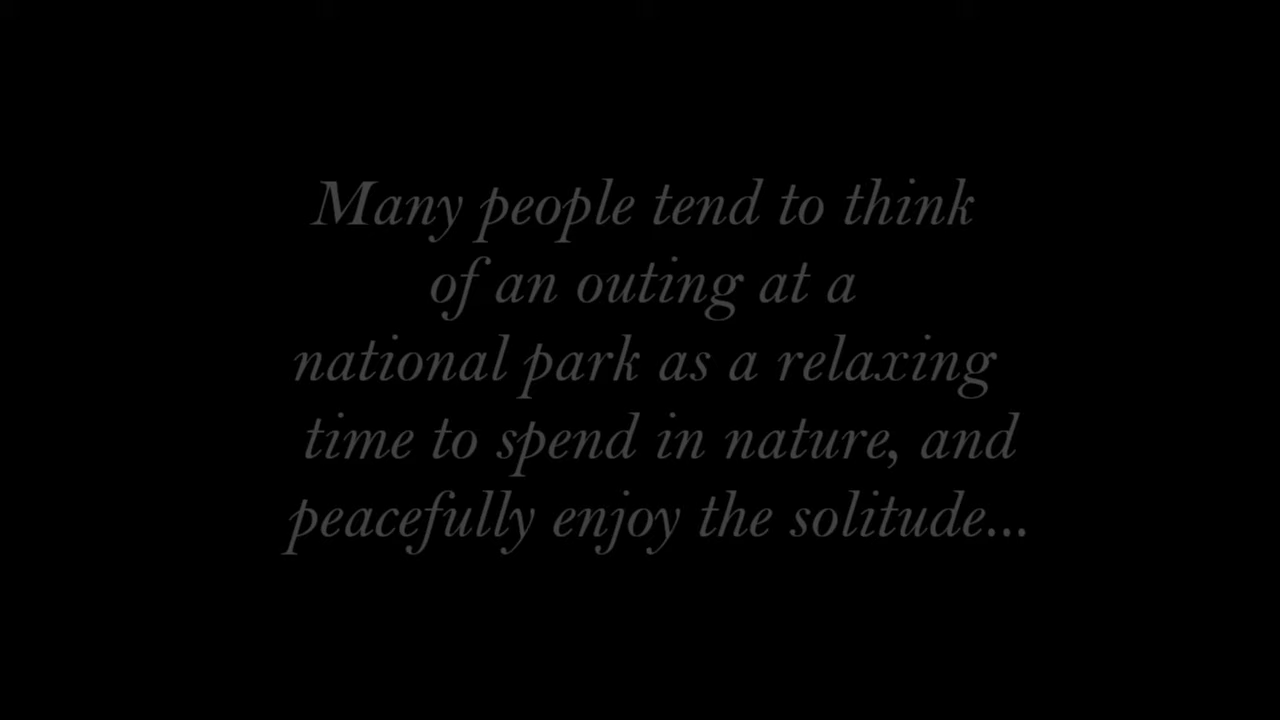 Many people tend to think
of an outing at a
national park as a relaxing
time to spend in nature, and
peacefully enjoy the solitude...